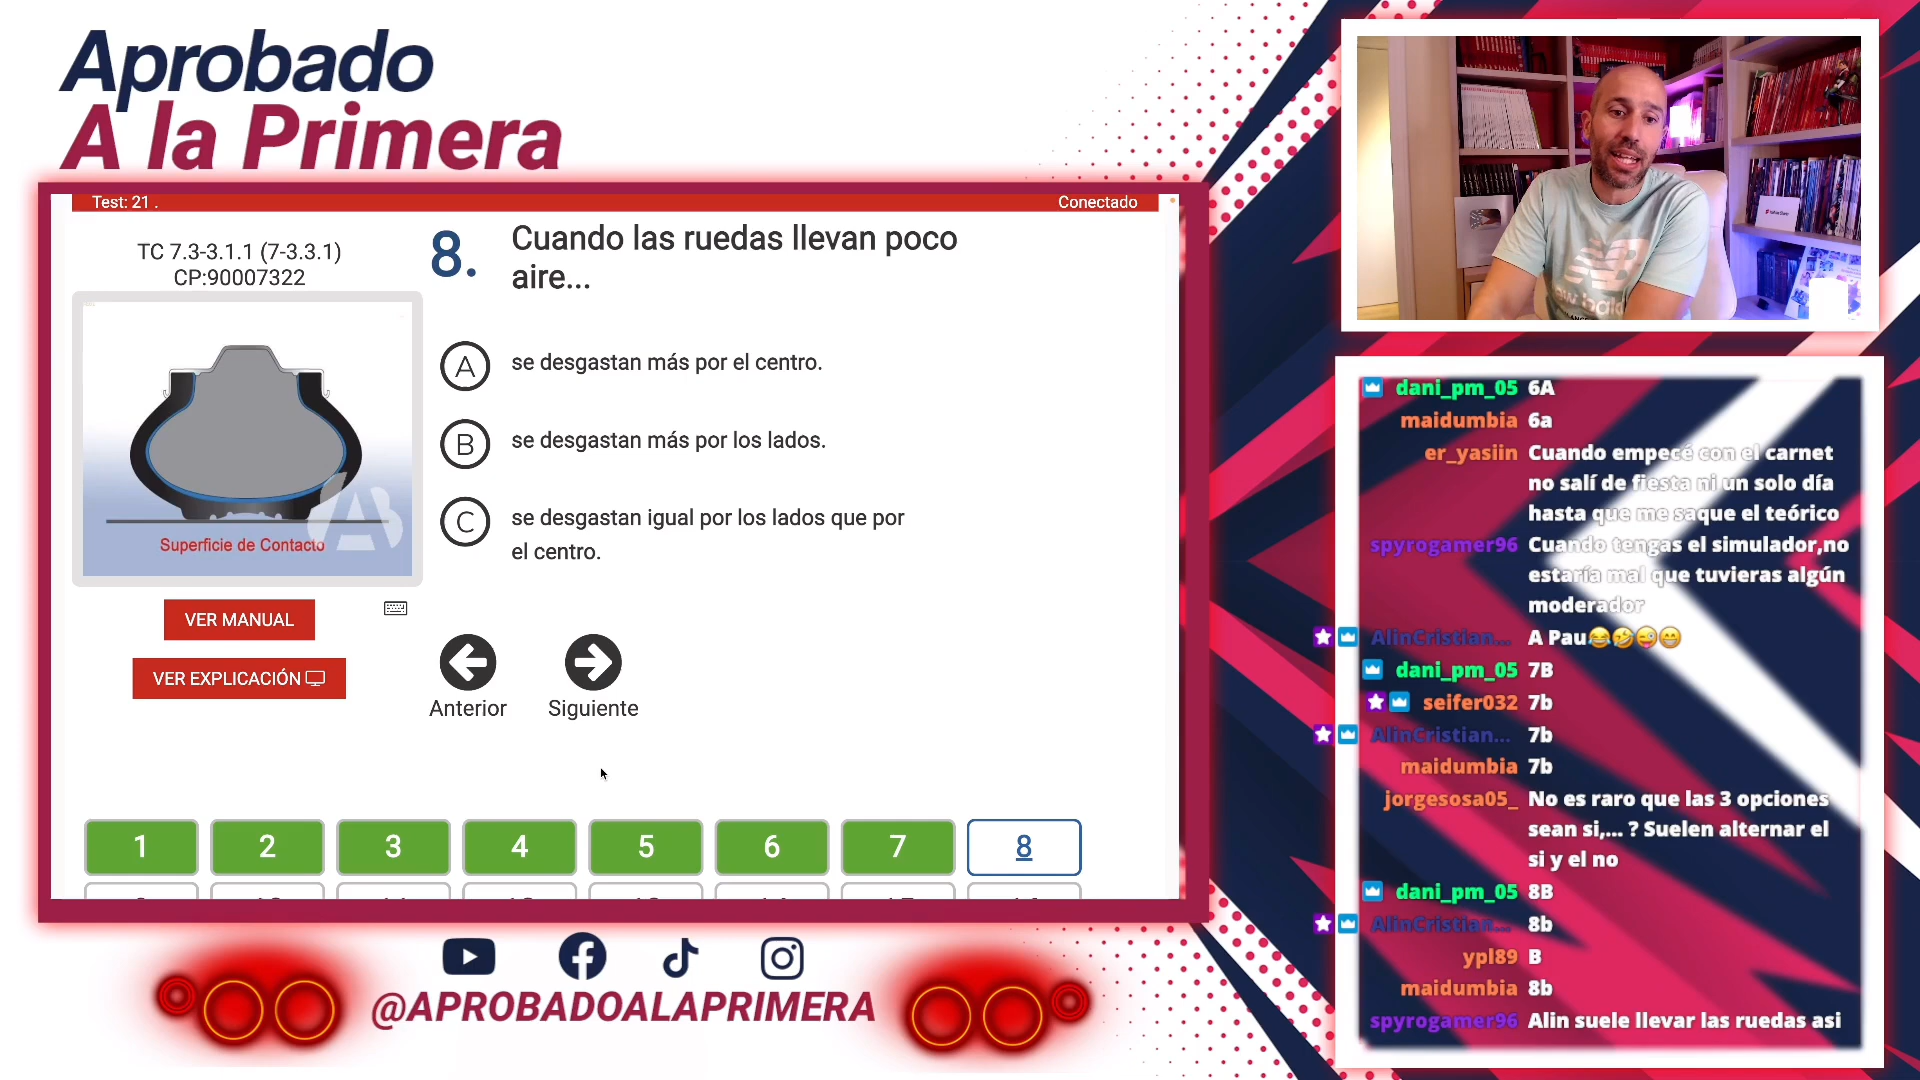 Aprobado
A la Primera
Test: 21 .
Conectado
TC 7.3-3.1.1 (7-3.3.1)
CP:90007322
Superficie de Contacto
VER MANUAL
VER EXPLICACIÓN
8.
Cuando las ruedas llevan poco
aire...
A
se desgastan más por el centro.
B
se desgastan más por los lados.
C
se desgastan igual por los lados que por
el centro.
Anterior
Siguiente
1
2
3
4
5
6
7
8
@APROBADOALAPRIMERA
dani_pm_05 6A
maidumbia 6a
er_yasiin Cuando empecé con el carnet
no salí de fiesta ni un solo día
hasta que me saque el teórico
spyrogamer96 Cuando tengas el simulador,no
estaría mal que tuvieras algún
moderador
AlinCristian... A Pau😂🤣😜😁
dani_pm_05 7B
seifer032 7b
AlinCristian... 7b
maidumbia 7b
jorgesosa05_ No es raro que las 3 opciones
sean si,... ? Suelen alternar el
si y el no
dani_pm_05 8B
AlinCristian... 8b
ypl89 B
maidumbia 8b
spyrogamer96 Alin suele llevar las ruedas asi